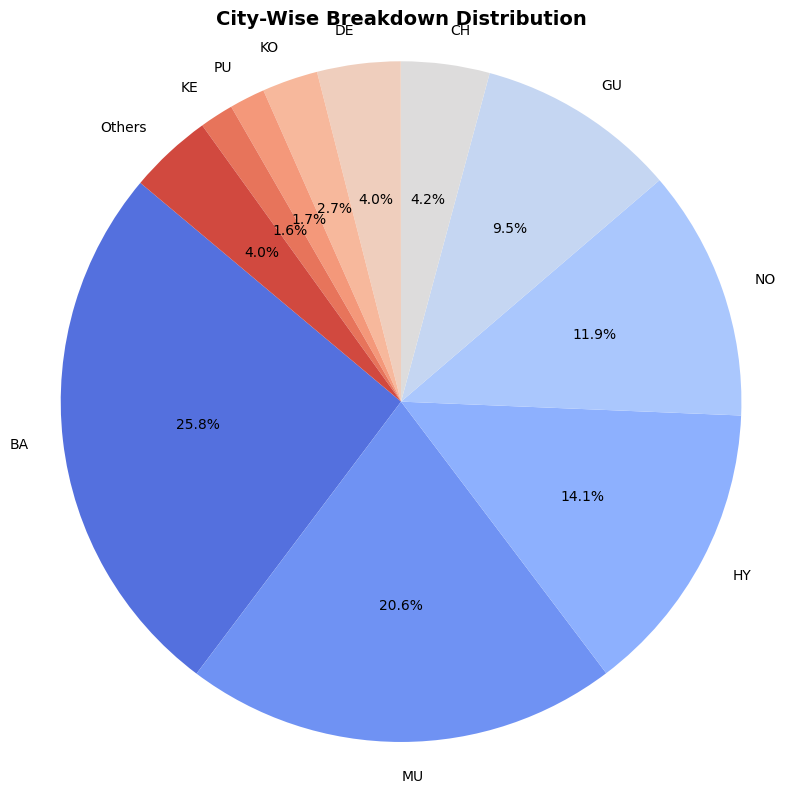 City-Wise Breakdown Distribution
DE
CH
KO
PU
GU
KE
Others
4.0%
4.2%
2.7%
1.7%
9.5%
1.6%
4.0%
NO
11.9%
25.8%
BA
14.1%
HY
20.6%
MU